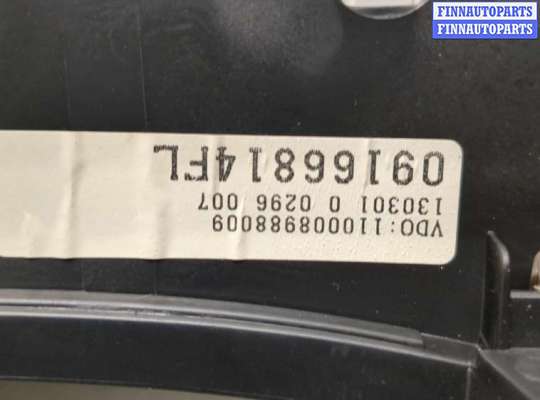 FINNAUTOPARTS
FINNAUTOPARTS
VDO:110008988009
130301 0 0296 007
09166814FL